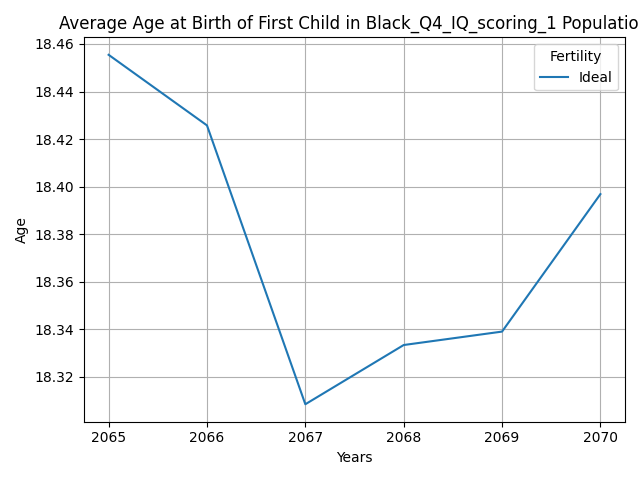 Average Age at Birth of First Child in Black_Q4_IQ_scoring_1 Populatio
18.46
18.44
18.42
18.40
18.38
18.36
18.34
18.32
Age
Fertility
Ideal
2065 2066 2067 2068 2069 2070
Years